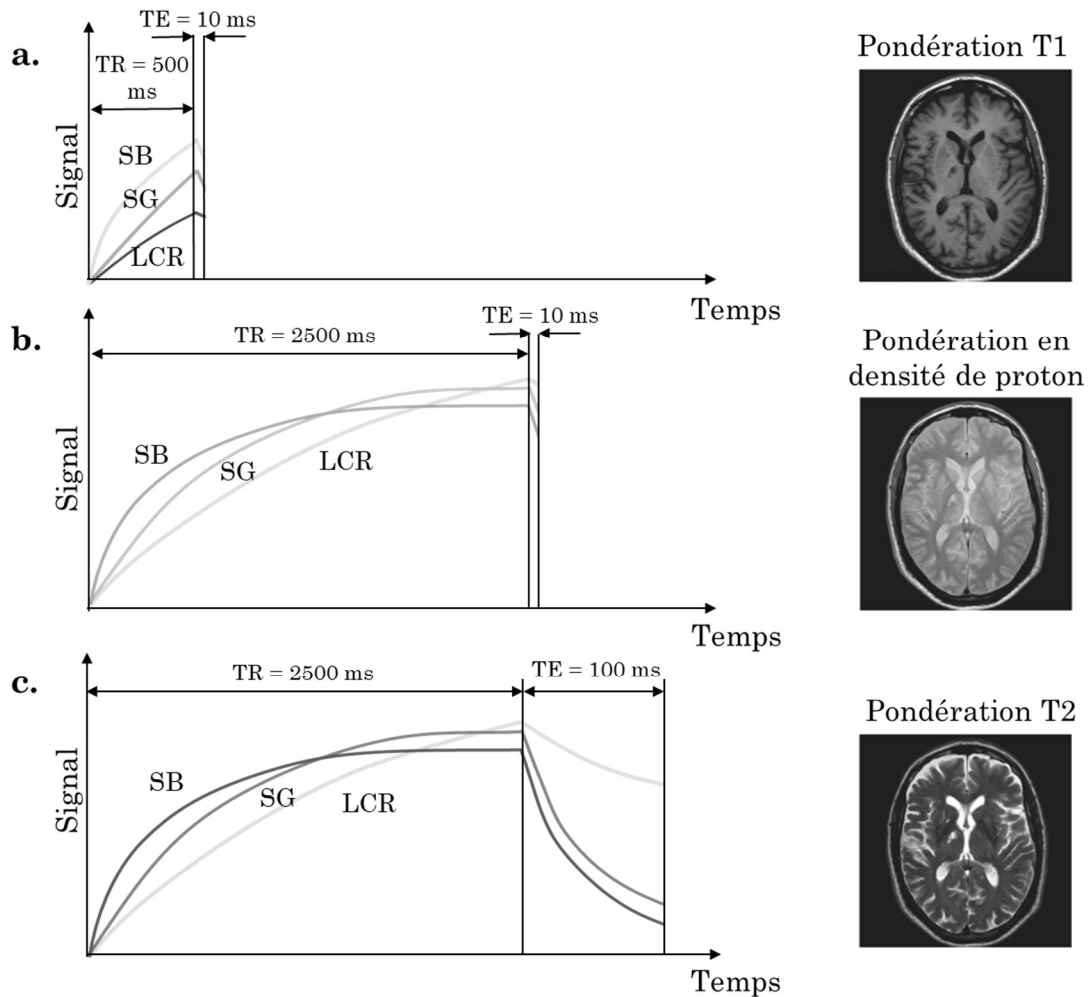 a.
TE = 10 ms
TR = 500
ms
Signal
SB
SG
LCR
Temps
Pondération T1
b.
TR = 2500 ms
TE = 10 ms
Signal
SB
SG
LCR
Temps
Pondération en
densité de proton
c.
TR = 2500 ms
TE = 100 ms
Signal
SB
SG
LCR
Temps
Pondération T2